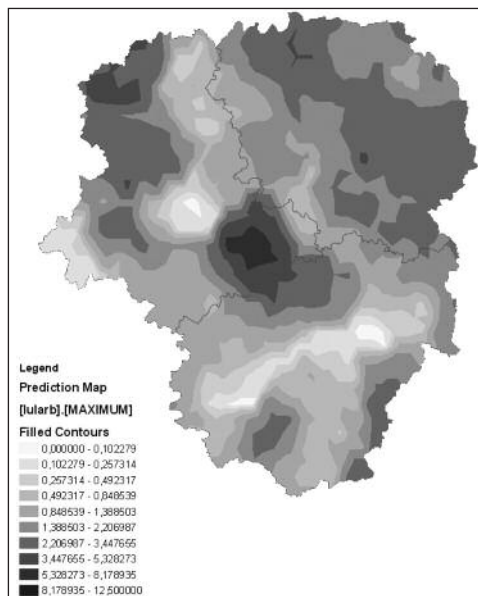 Legend
Prediction Map
[lularb].[MAXIMUM]
Filled Contours
0,000000 - 0,102279
0,102279 - 0,257314
0,257314 - 0,492317
0,492317 - 0,848539
0,848539 - 1,388503
1,388503 - 2,206987
2,206987 - 3,447655
3,447655 - 5,328273
5,328273 - 8,178935
8,178935 - 12,500000